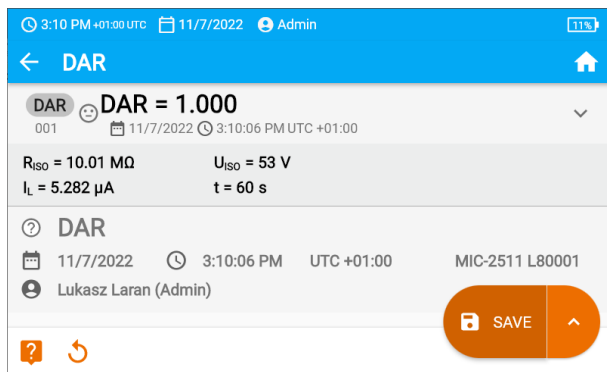 3:10 PM +01:00 UTC 11/7/2022 Admin 11%
DAR
DAR DAR = 1.000
001 11/7/2022 3:10:06 PM UTC +01:00
RISO = 10.01 MΩ UISO = 53 V
IL = 5.282 µA t = 60 s
DAR
11/7/2022 3:10:06 PM UTC +01:00 MIC-2511 L80001
Lukasz Laran (Admin)
SAVE